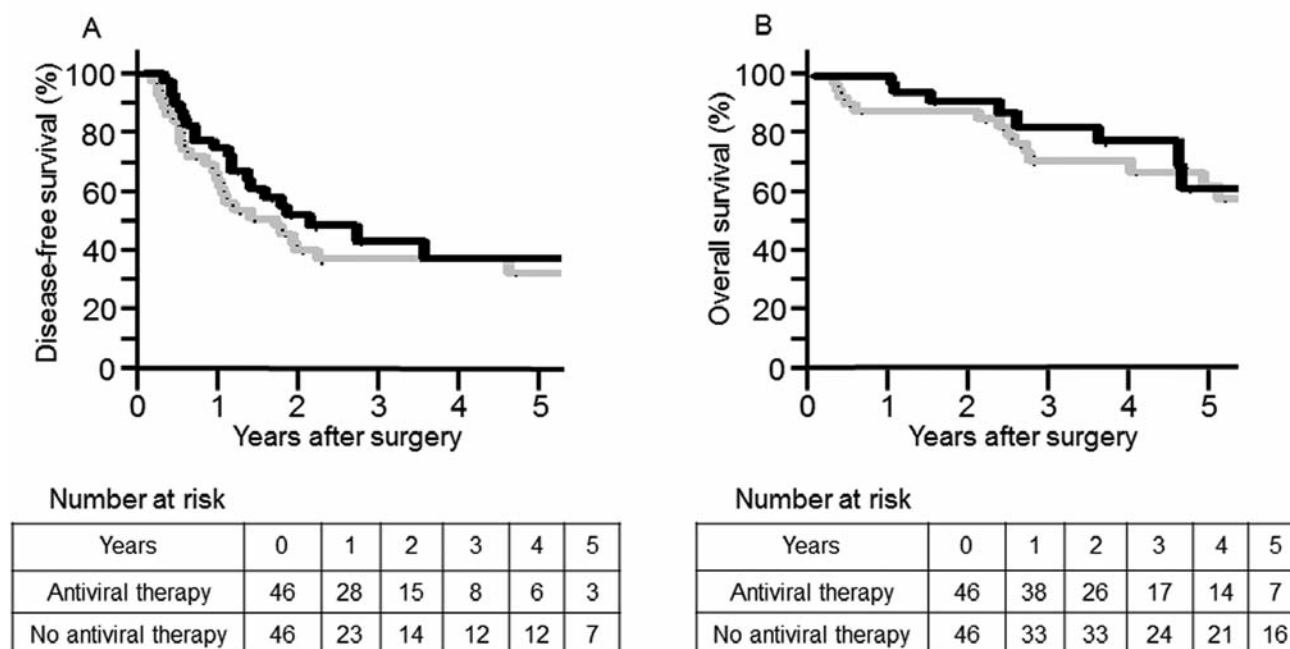 A
Disease-free survival (%)
100
80
60
40
20
0
0 1 2 3 4 5
Years after surgery
Number at risk
Years 0 1 2 3 4 5
Antiviral therapy 46 28 15 8 6 3
No antiviral therapy 46 23 14 12 12 7
B
Overall survival (%)
100
80
60
40
20
0
0 1 2 3 4 5
Years after surgery
Number at risk
Years 0 1 2 3 4 5
Antiviral therapy 46 38 26 17 14 7
No antiviral therapy 46 33 33 24 21 16